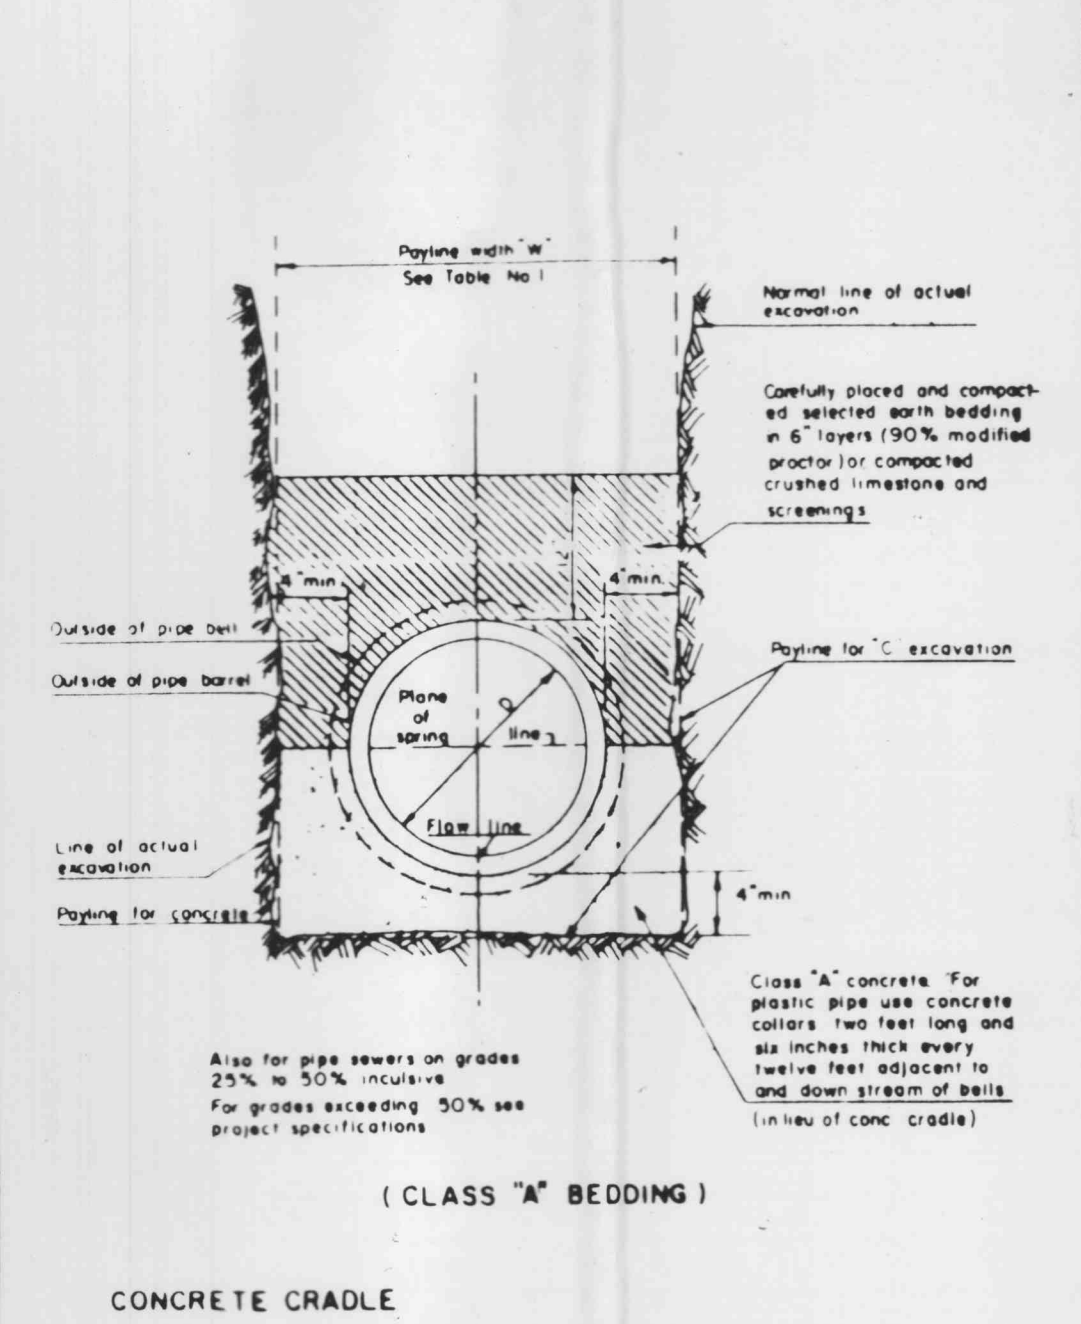 Payline width "W"
See Table No 1
Normal line of actual
excavation
Carefully placed and compact-
ed selected earth bedding
in 6" layers (90% modified
proctor) or compacted
crushed limestone and
screenings
4" min
4" min.
Outside of pipe bell
Outside of pipe barrel
Payline for "C" excavation
Plane
of
spring
line
D
Flow line
Line of actual
excavation
Payline for concrete
4" min
Class "A" concrete. For
plastic pipe use concrete
collars two feet long and
six inches thick every
twelve feet adjacent to
and down stream of bells
(in lieu of conc cradle)
Also for pipe sewers on grades
25% to 50% inculsive
For grades exceeding 50% see
project specifications
(CLASS "A" BEDDING)
CONCRETE CRADLE